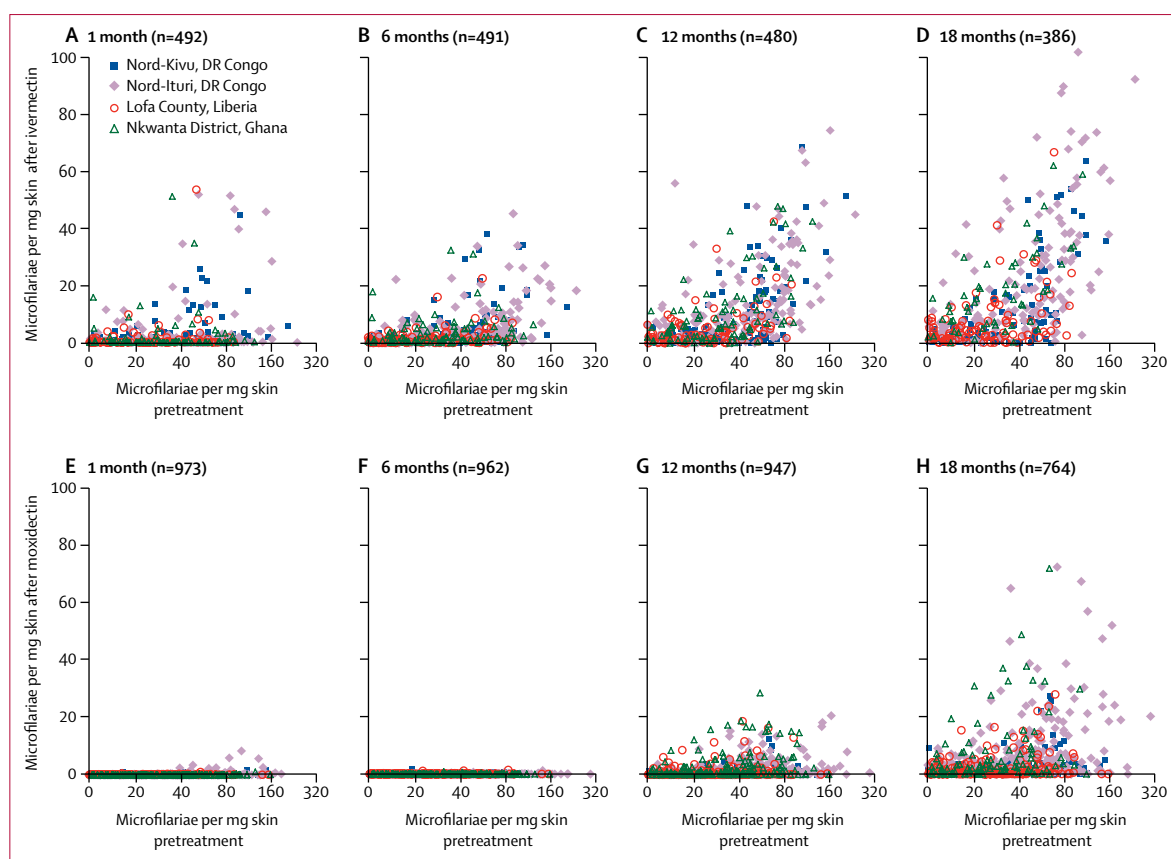 A 1 month (n=492)
B 6 months (n=491)
C 12 months (n=480)
D 18 months (n=386)
Nord-Kivu, DR Congo
Nord-Ituri, DR Congo
Lofa County, Liberia
Nkwanta District, Ghana
Microfilariae per mg skin after ivermectin
100
80
60
40
20
0
0 20 40 80 160 320
0 20 40 80 160 320
0 20 40 80 160 320
0 20 40 80 160 320
Microfilariae per mg skin
pretreatment
Microfilariae per mg skin
pretreatment
Microfilariae per mg skin
pretreatment
Microfilariae per mg skin
pretreatment
E 1 month (n=973)
F 6 months (n=962)
G 12 months (n=947)
H 18 months (n=764)
Microfilariae per mg skin after moxidectin
100
80
60
40
20
0
0 20 40 80 160 320
0 20 40 80 160 320
0 20 40 80 160 320
0 20 40 80 160 320
Microfilariae per mg skin
pretreatment
Microfilariae per mg skin
pretreatment
Microfilariae per mg skin
pretreatment
Microfilariae per mg skin
pretreatment